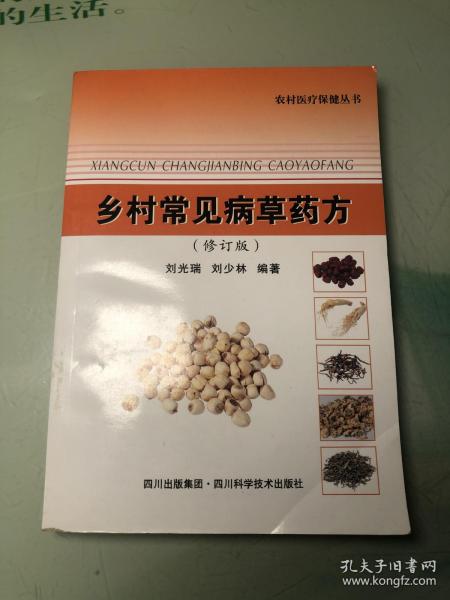 的生活。
农村医疗保健丛书
XIANGCUN CHANGJIANBING CAOYAOFANG
乡村常见病草药方
（修订版）
刘光瑞 刘少林 编著
四川出版集团·四川科学技术出版社
孔夫子旧书网
www.kongfz.com